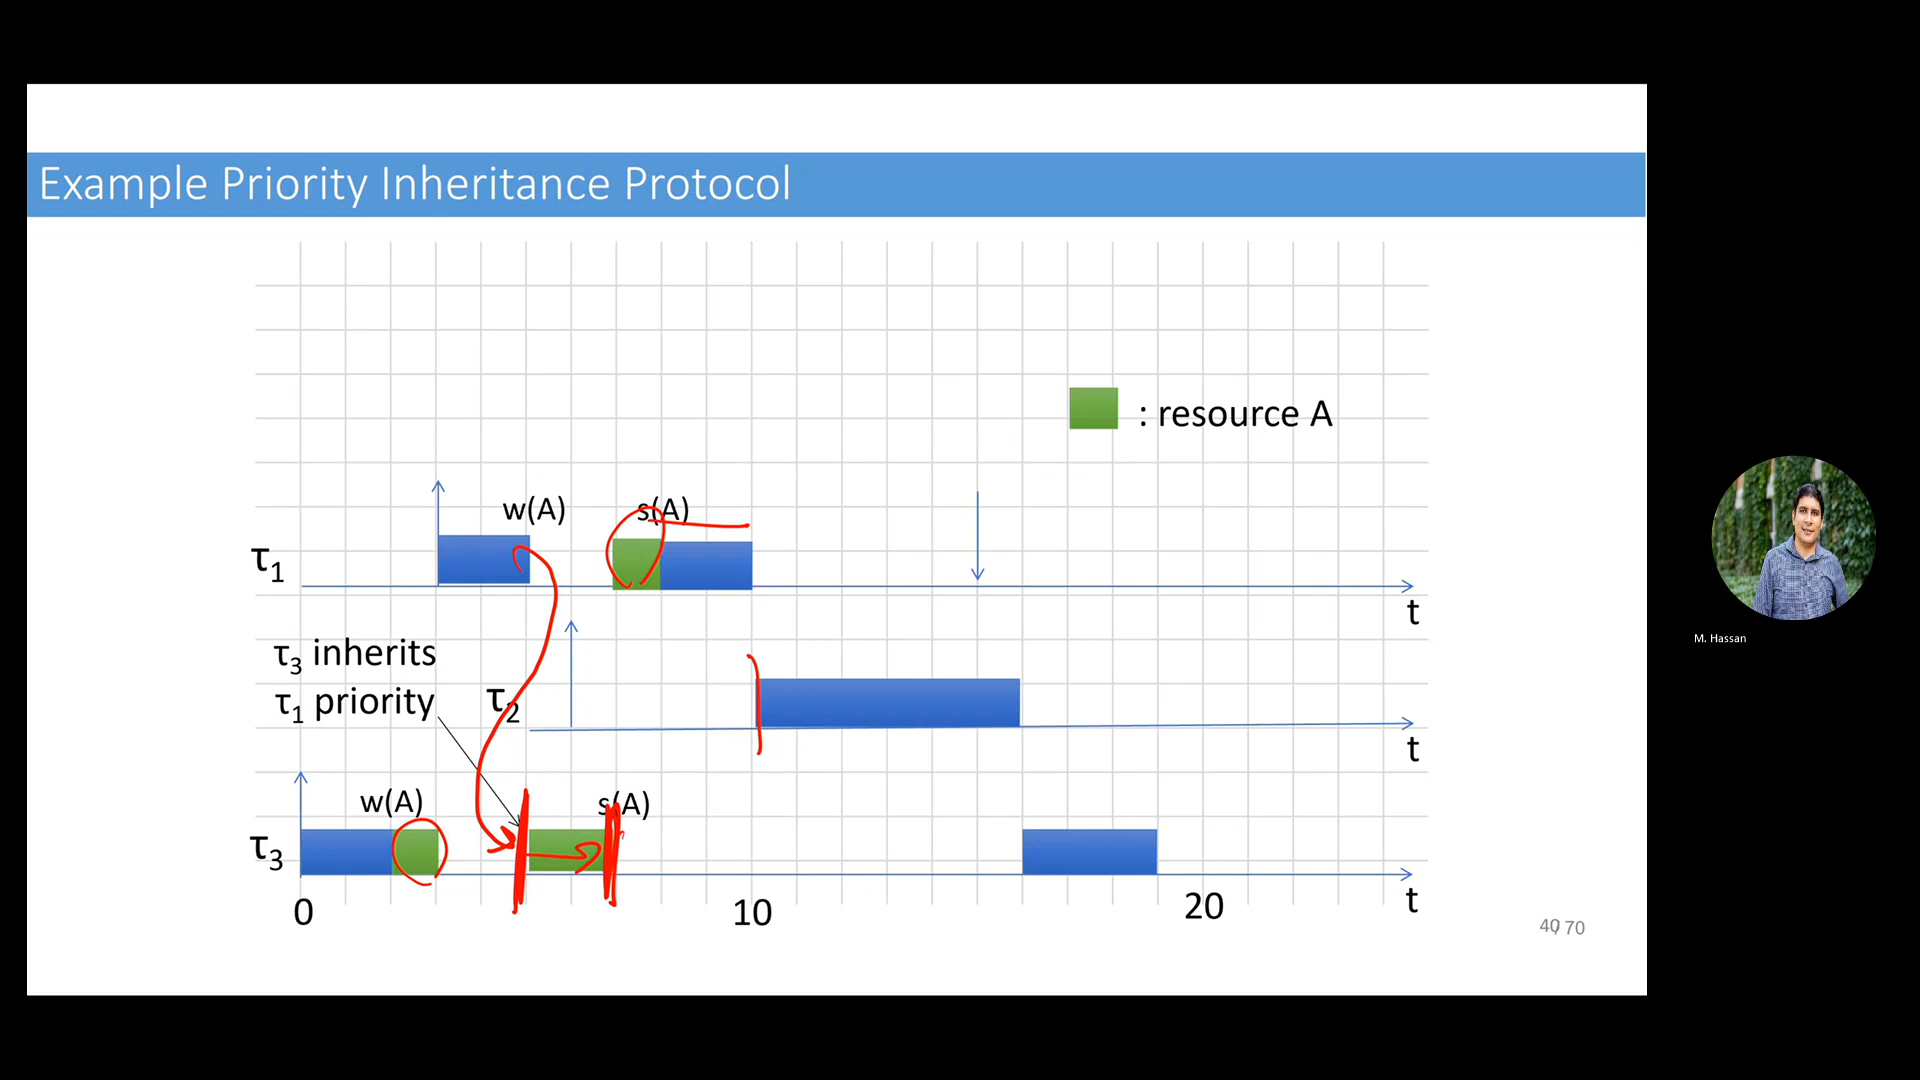 Example Priority Inheritance Protocol
: resource A
w(A) s(A)
τ1
t
τ3 inherits
τ1 priority
τ2
t
w(A) s(A)
τ3
t
0 10 20
40/ 70
M. Hassan